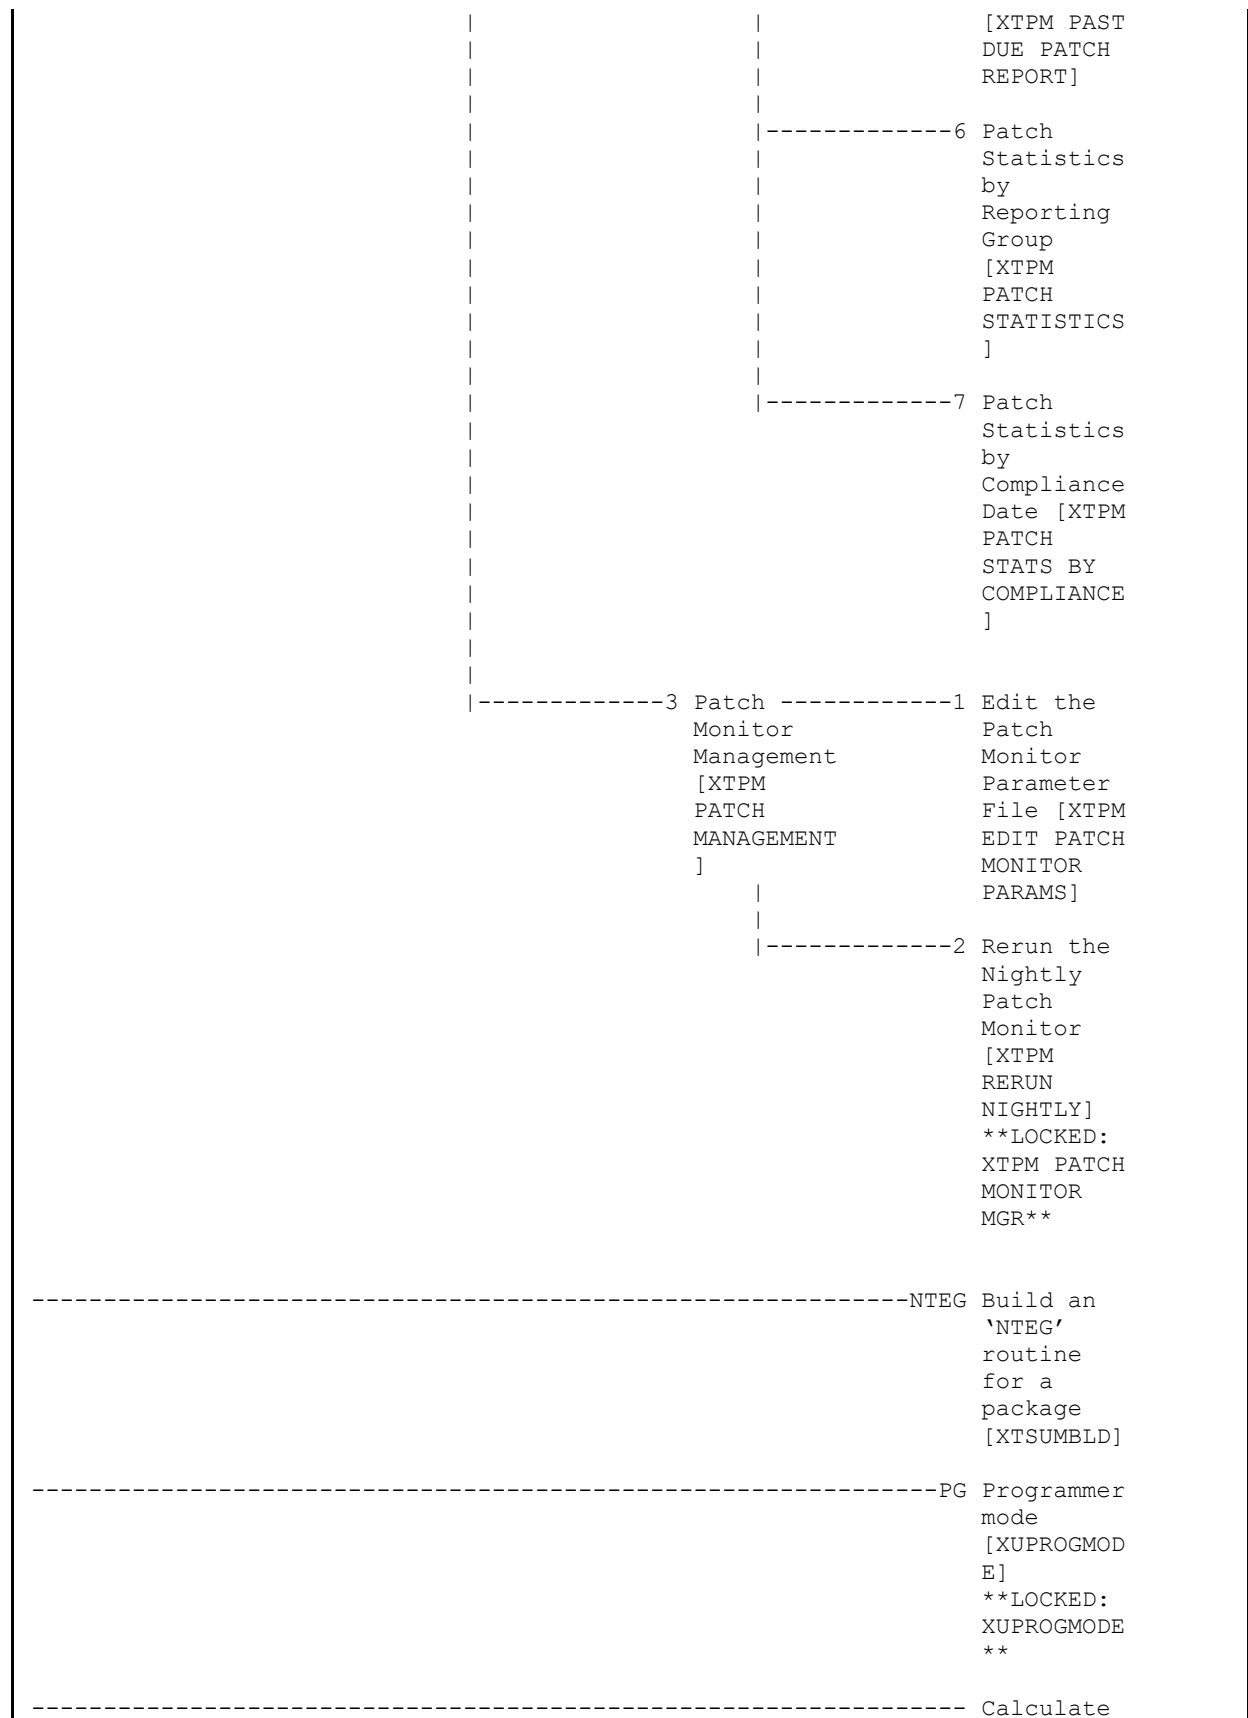 | | [XTPM PAST
| | DUE PATCH
| | REPORT]
| |
| |-------------6 Patch
| | Statistics
| | by
| | Reporting
| | Group
| | [XTPM
| | PATCH
| | STATISTICS
| | ]
| |
| |-------------7 Patch
| Statistics
| by
| Compliance
| Date [XTPM
| PATCH
| STATS BY
| COMPLIANCE
| ]
|
|
|-------------3 Patch ------------1 Edit the
Monitor Patch
Management Monitor
[XTPM Parameter
PATCH File [XTPM
MANAGEMENT EDIT PATCH
] MONITOR
| PARAMS]
|
|-------------2 Rerun the
Nightly
Patch
Monitor
[XTPM
RERUN
NIGHTLY]
**LOCKED:
XTPM PATCH
MONITOR
MGR**
-------------------------------------------------------------NTEG Build an
‘NTEG’
routine
for a
package
[XTSUMBLD]
---------------------------------------------------------------PG Programmer
mode
[XUPROGMOD
E]
**LOCKED:
XUPROGMODE
**
----------------------------------------------------------------- Calculate